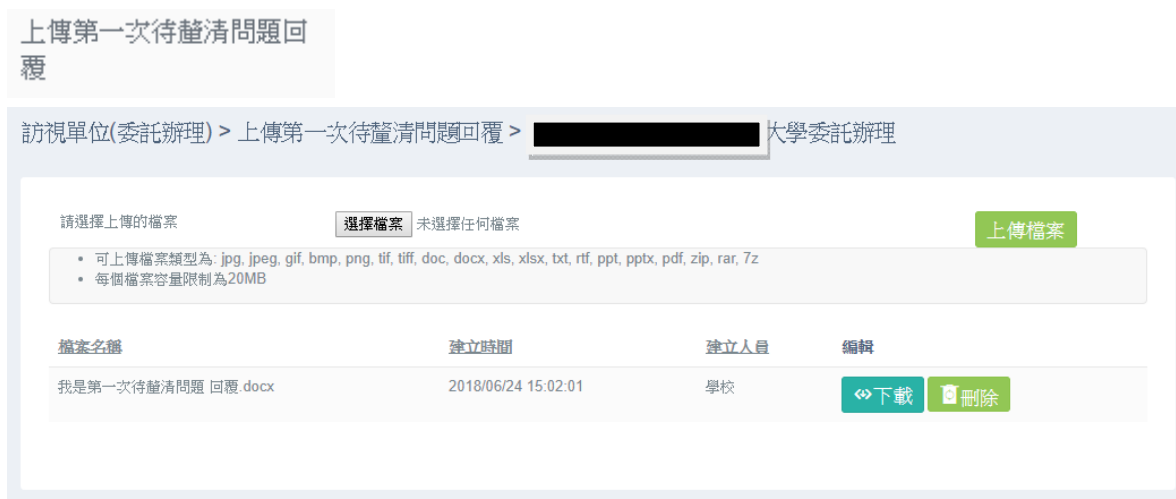 上傳第一次待釐清問題回
覆
訪視單位(委託辦理) > 上傳第一次待釐清問題回覆 > 大學委託辦理
請選擇上傳的檔案 選擇檔案 未選擇任何檔案 上傳檔案
• 可上傳檔案類型為: jpg, jpeg, gif, bmp, png, tif, tiff, doc, docx, xls, xlsx, txt, rtf, ppt, pptx, pdf, zip, rar, 7z
• 每個檔案容量限制為20MB
檔案名稱 建立時間 建立人員 編輯
我是第一次待釐清問題 回覆.docx 2018/06/24 15:02:01 學校 下載 刪除